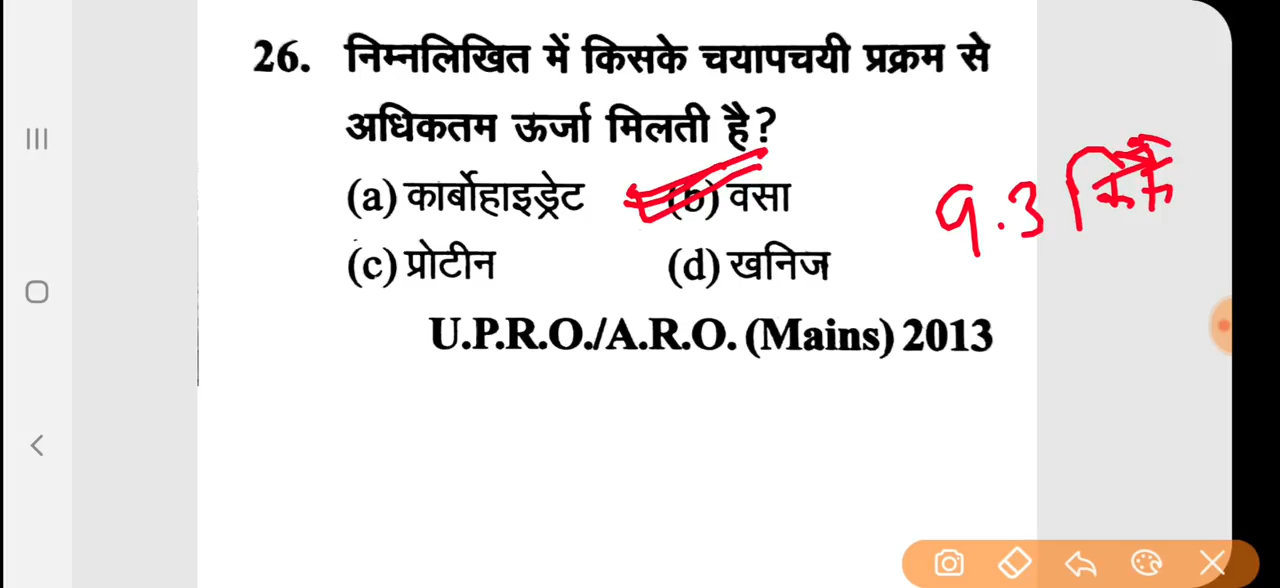 26. निम्नलिखित में किसके चयापचयी प्रक्रम से
अधिकतम ऊर्जा मिलती है?
(a) कार्बोहाइड्रेट (b) वसा
9.3
(c) प्रोटीन (d) खनिज
U.P.R.O./A.R.O. (Mains) 2013